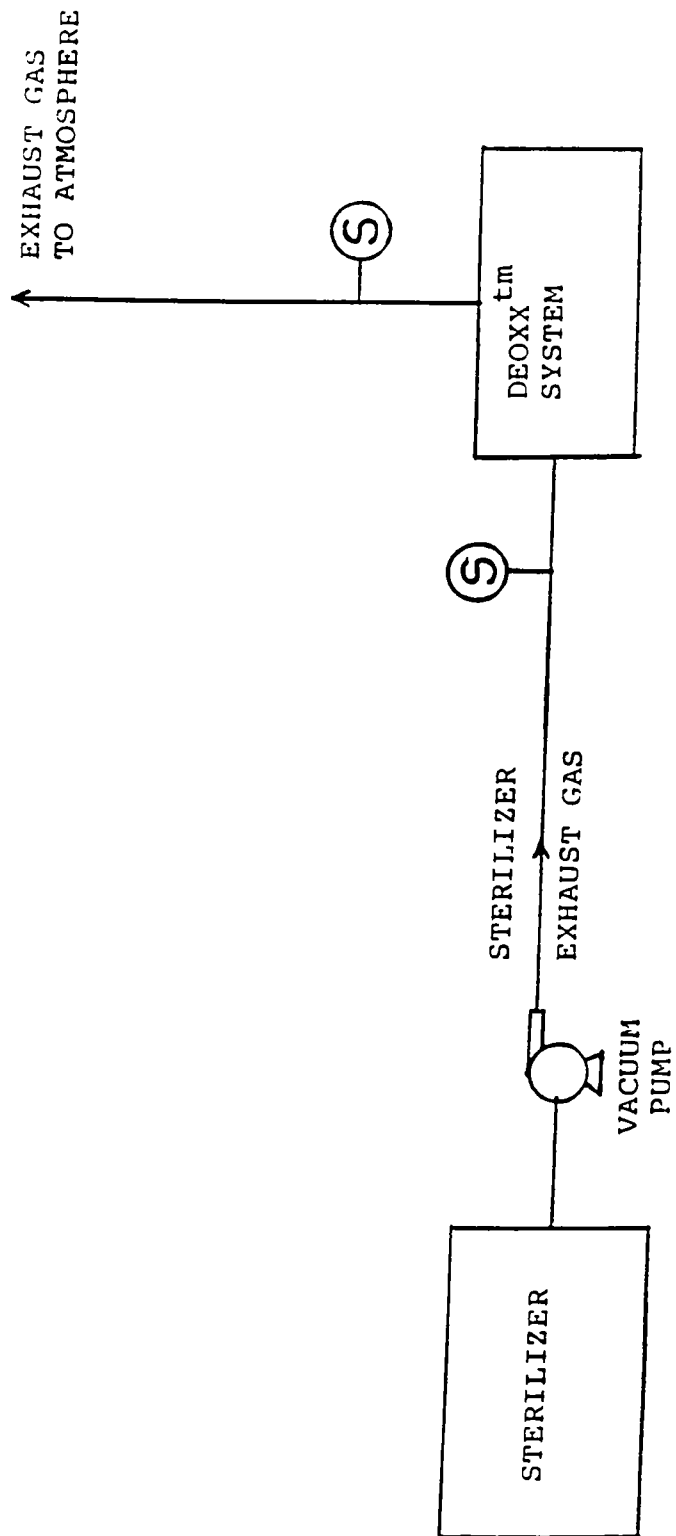 EXHAUST GAS
TO ATMOSPHERE
S
DEOXX tm
SYSTEM
S
STERILIZER
EXHAUST GAS
VACUUM
PUMP
STERILIZER